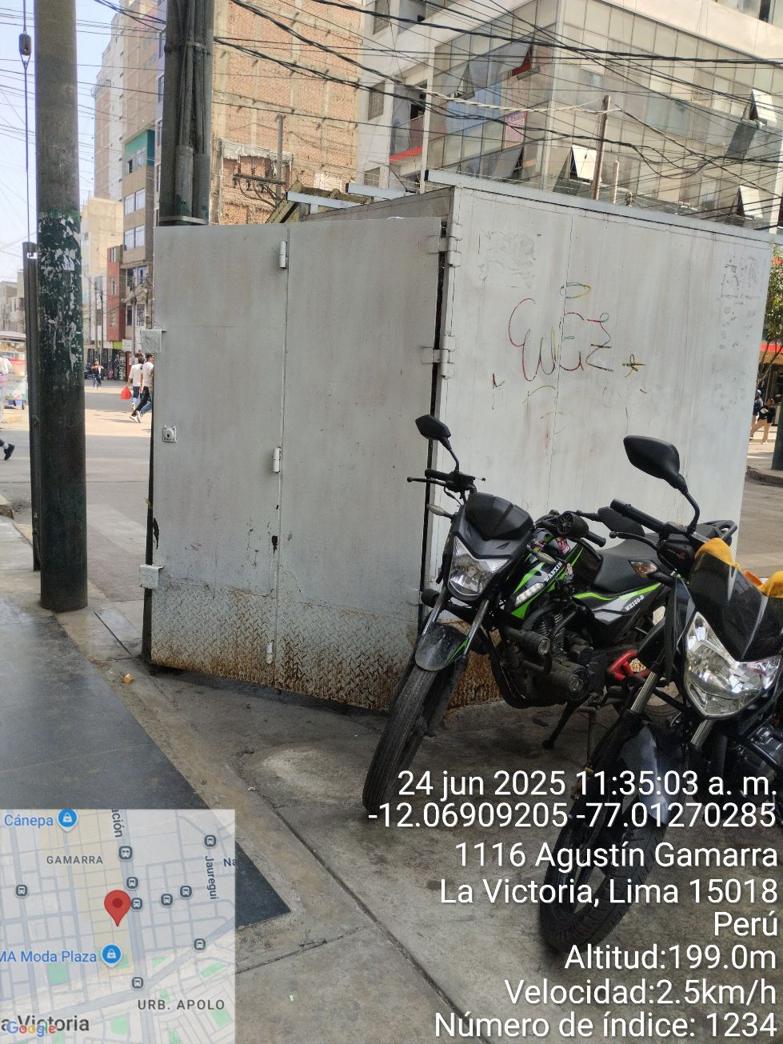 24 jun 2025 11:35:03 a. m.
-12.06909205 -77.01270285
1116 Agustín Gamarra
La Victoria, Lima 15018
Perú
Altitud:199.0m
Velocidad:2.5km/h
Número de índice: 1234
Cánepa
GAMARRA
Jauregui
MA Moda Plaza
URB. APOLO
a Victoria
Google